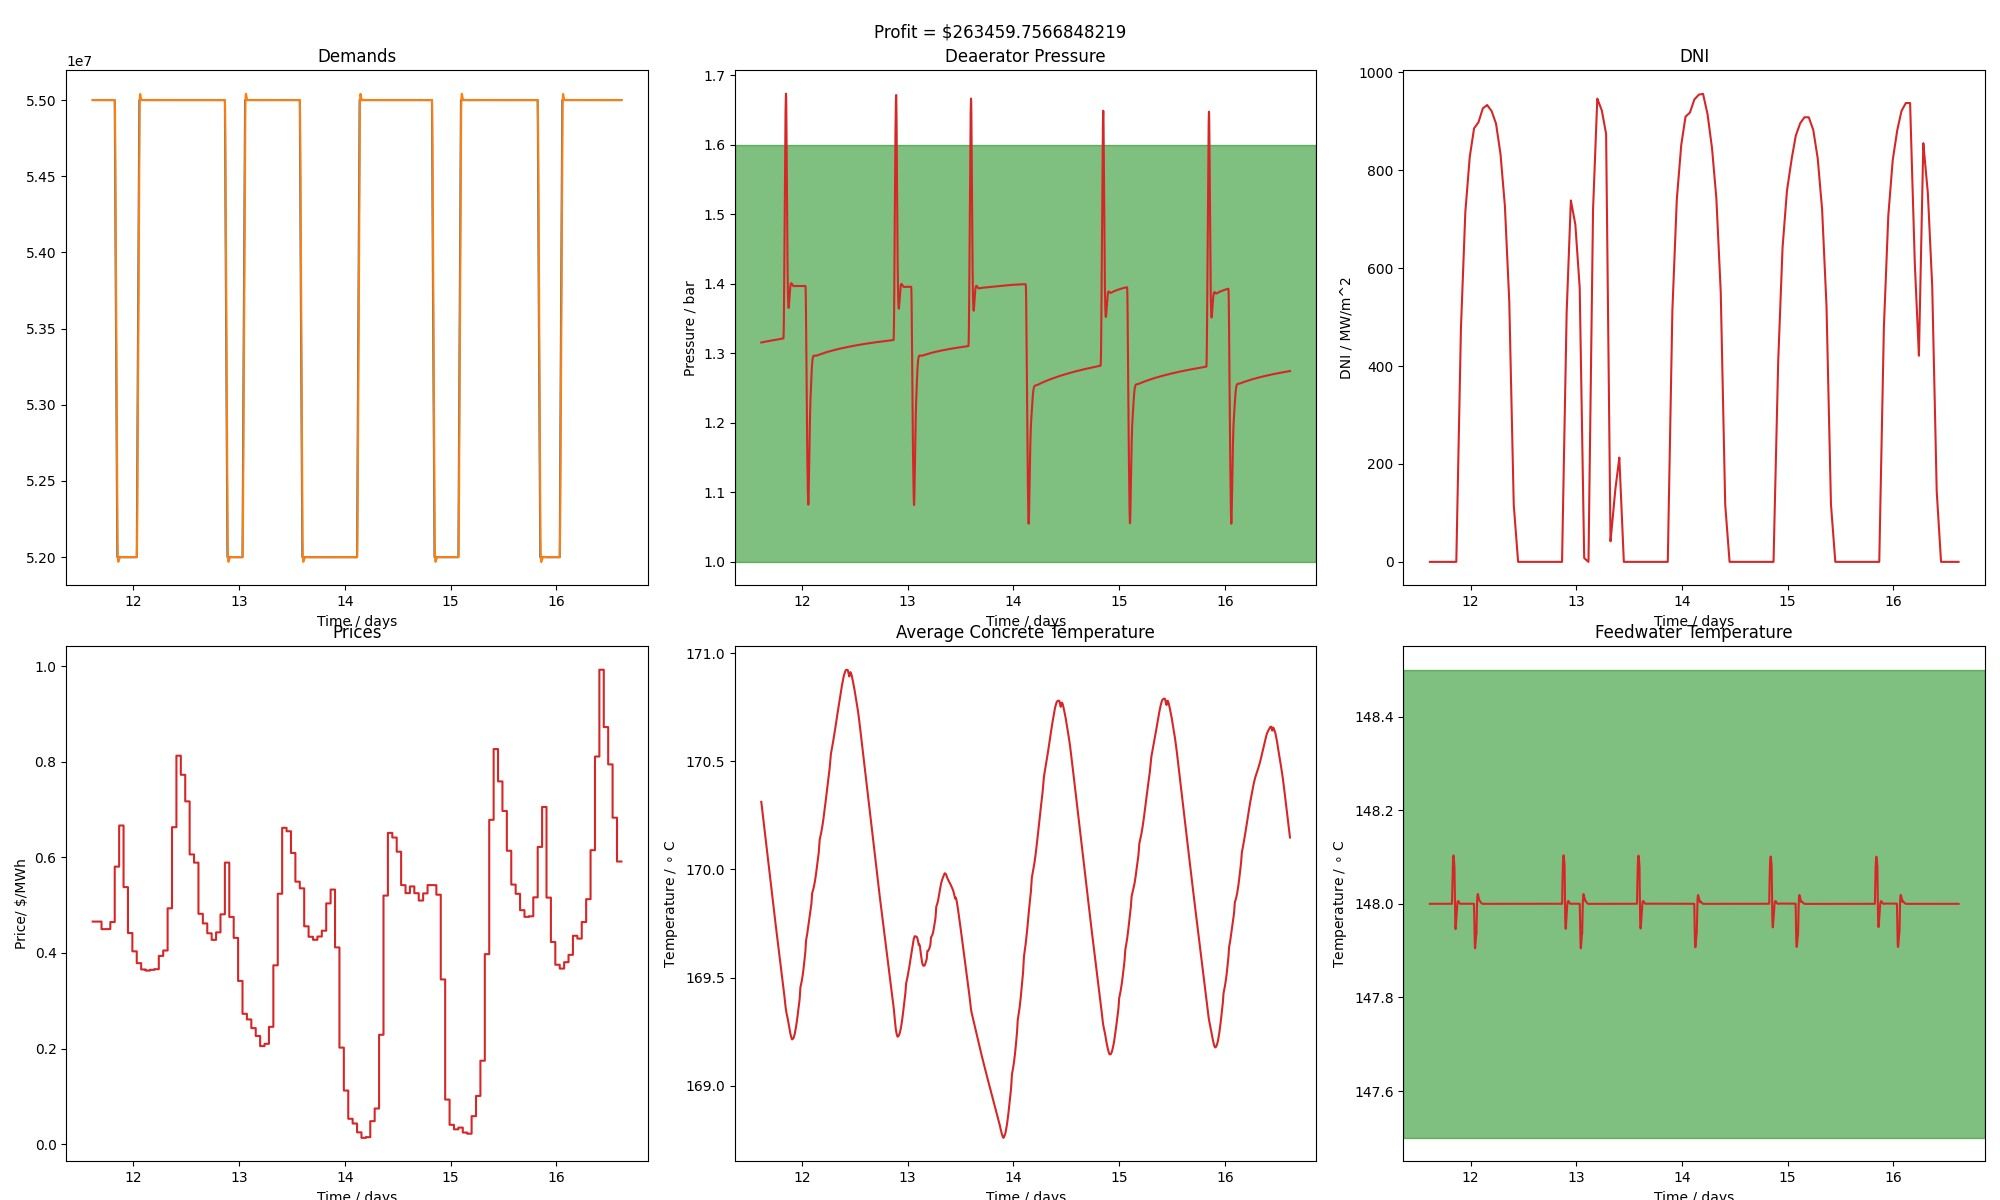 Profit = $263459.7566848219
Demands
1e7
5.50
5.45
5.40
5.35
5.30
5.25
5.20
12 13 14 15 16
Time / days
Deaerator Pressure
Pressure / bar
1.7
1.6
1.5
1.4
1.3
1.2
1.1
1.0
12 13 14 15 16
Time / days
DNI
DNI / MW/m^2
1000
800
600
400
200
0
12 13 14 15 16
Time / days
Prices
Price/ $/MWh
1.0
0.8
0.6
0.4
0.2
0.0
12 13 14 15 16
Time / days
Average Concrete Temperature
Temperature / ∘ C
171.0
170.5
170.0
169.5
169.0
12 13 14 15 16
Time / days
Feedwater Temperature
Temperature / ∘ C
148.4
148.2
148.0
147.8
147.6
12 13 14 15 16
Time / days